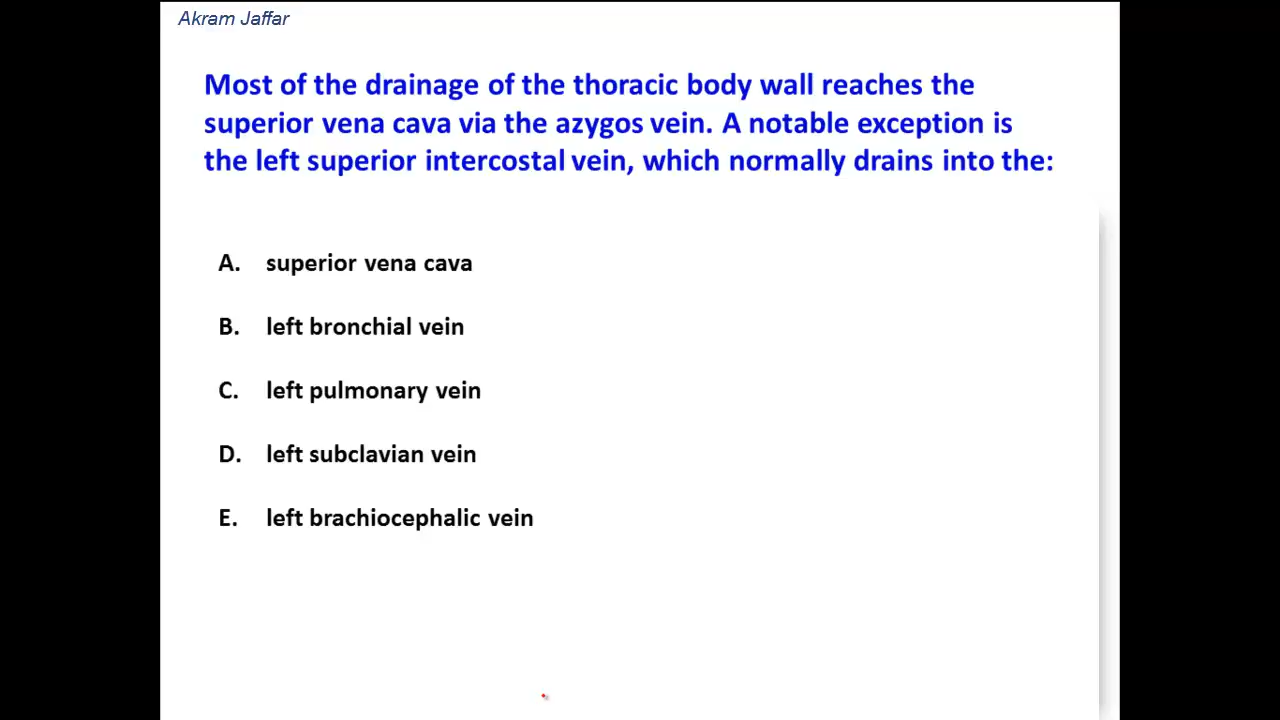 Akram Jaffar
Most of the drainage of the thoracic body wall reaches the
superior vena cava via the azygos vein. A notable exception is
the left superior intercostal vein, which normally drains into the:
A. superior vena cava
B. left bronchial vein
C. left pulmonary vein
D. left subclavian vein
E. left brachiocephalic vein